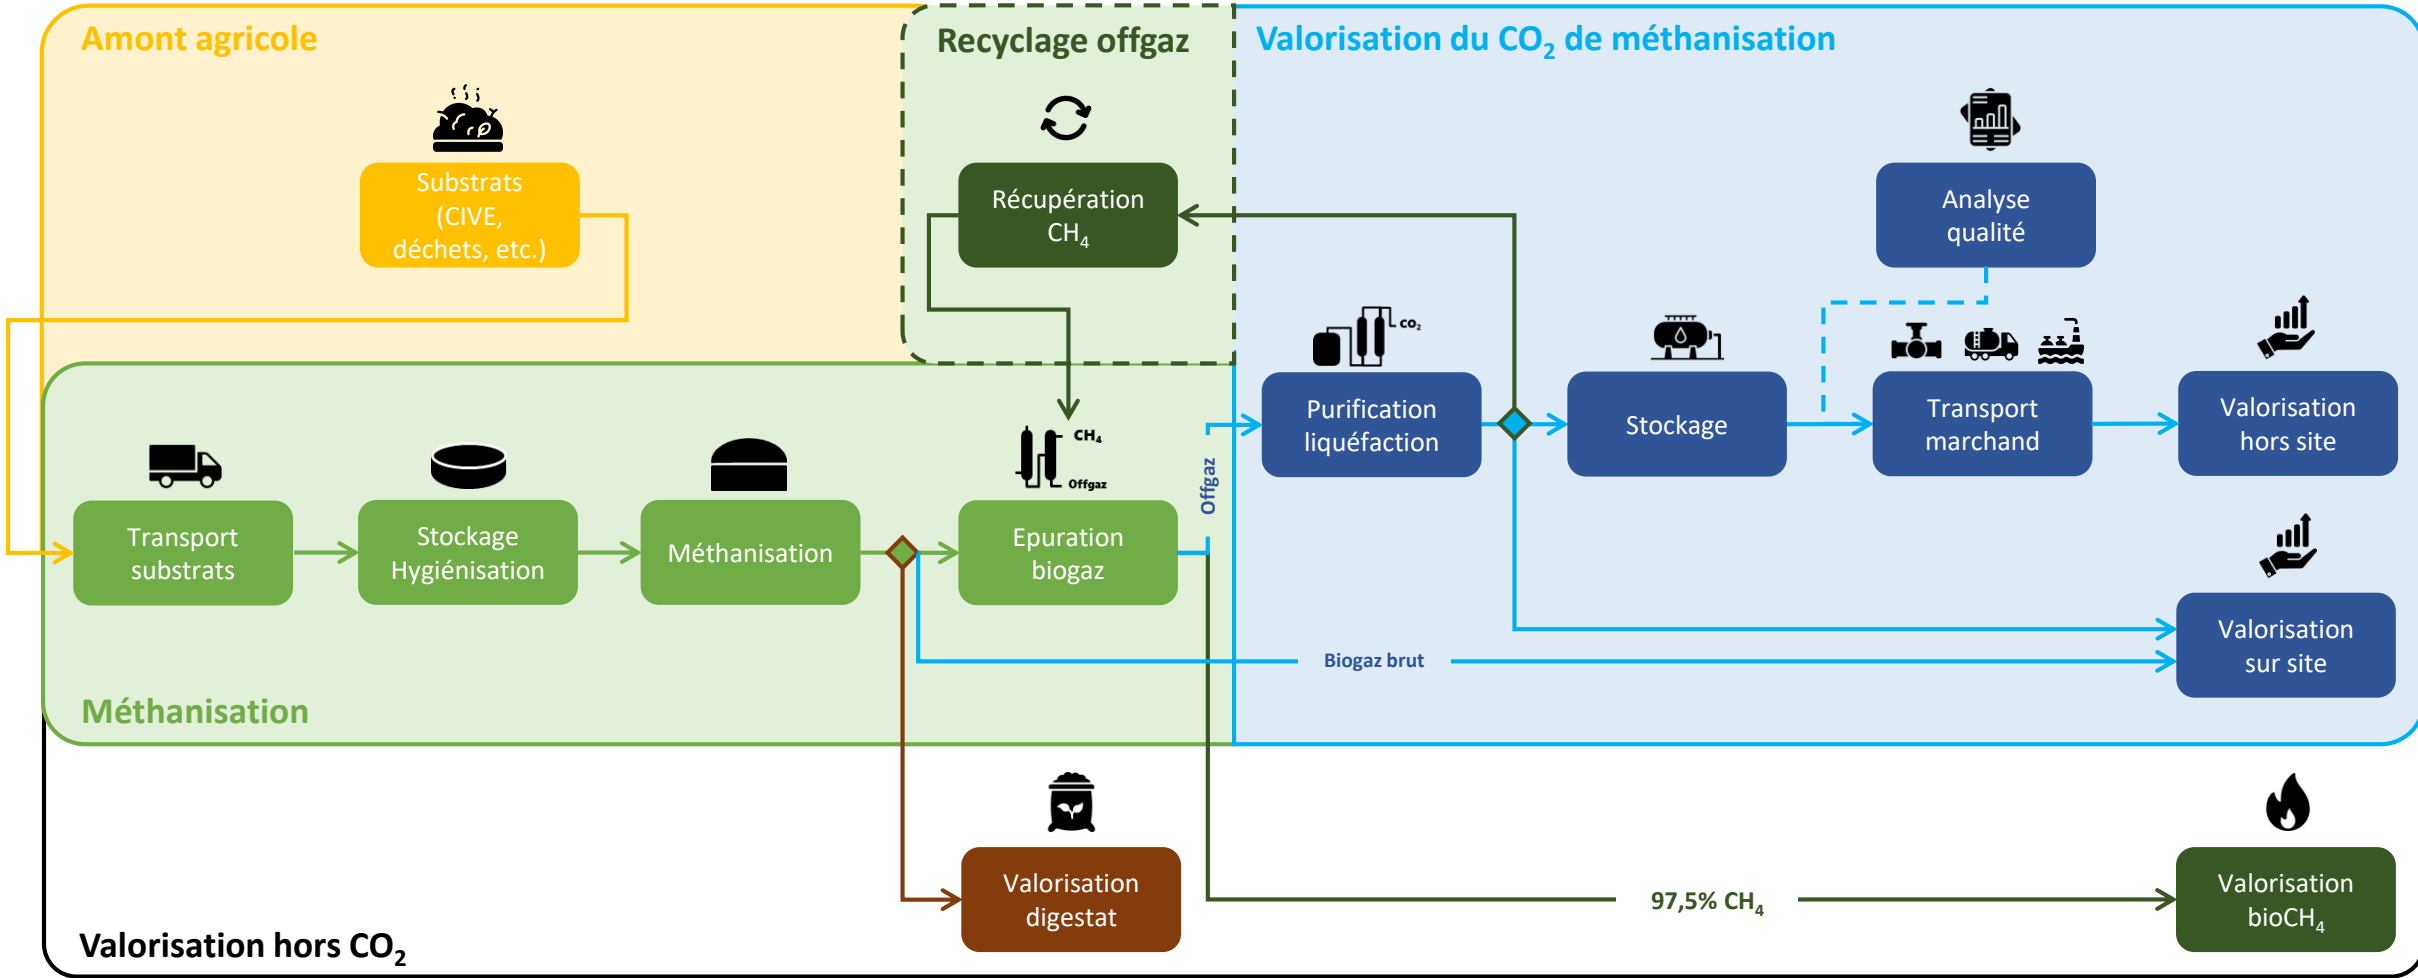 Amont agricole
Recyclage offgaz
Valorisation du CO₂ de méthanisation
Substrats
(CIVE,
déchets, etc.)
Récupération
CH₄
Analyse
qualité
CO₂
Purification
liquéfaction
Stockage
Transport
marchand
Valorisation
hors site
CH₄
Offgaz
Offgaz
Transport
substrats
Stockage
Hygiénisation
Méthanisation
Epuration
biogaz
Valorisation
sur site
Biogaz brut
Méthanisation
Valorisation
digestat
97,5% CH₄
Valorisation
bioCH₄
Valorisation hors CO₂